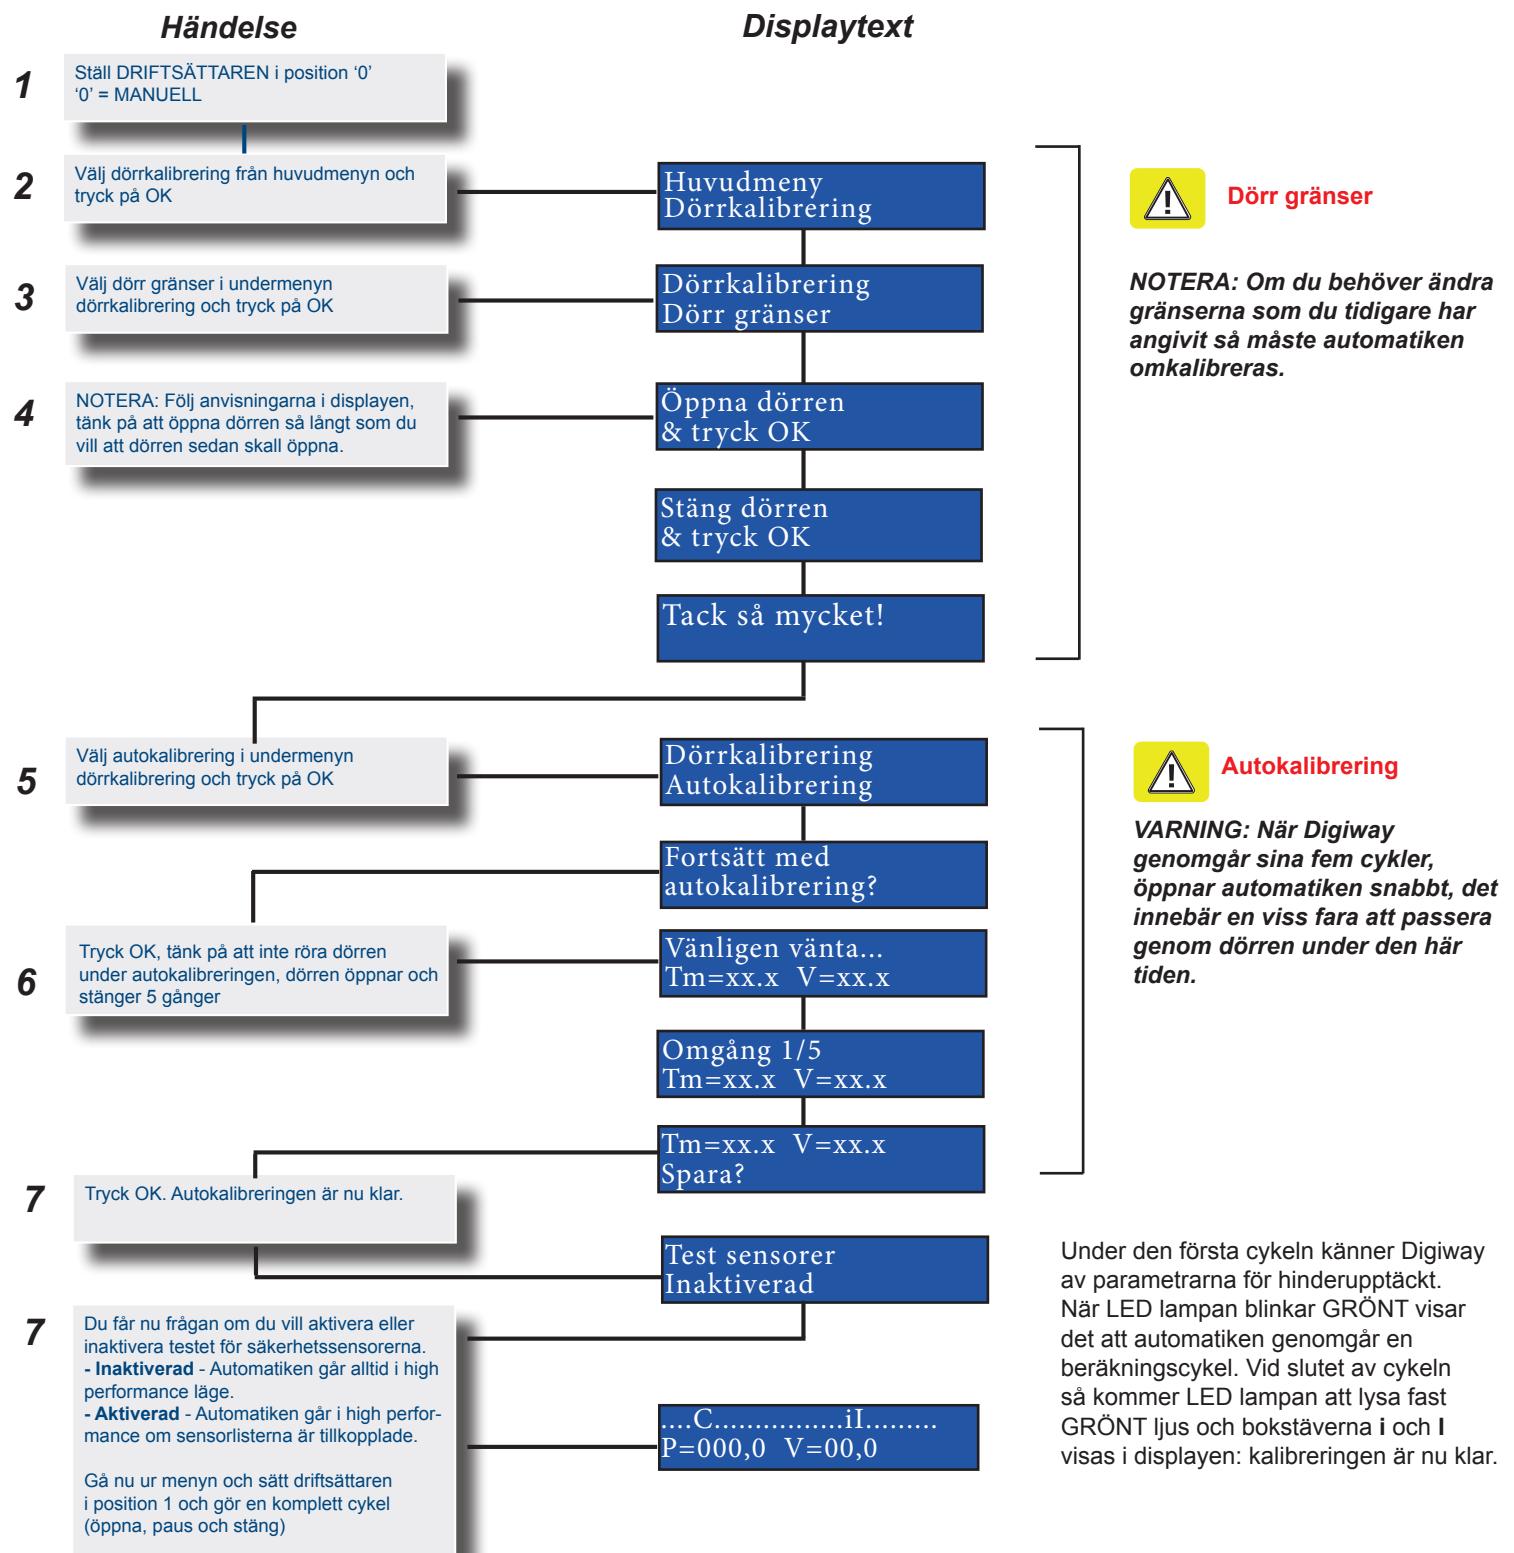 Händelse
Displaytext
1
Ställ DRIFTSÄTTAREN i position ‘0’
‘0’ = MANUELL
2
Välj dörrkalibrering från huvudmenyn och
tryck på OK
Huvudmeny
Dörrkalibrering
Dörr gränser
3
Välj dörr gränser i undermenyn
dörrkalibrering och tryck på OK
Dörrkalibrering
Dörr gränser
NOTERA: Om du behöver ändra
gränserna som du tidigare har
angivit så måste automatiken
omkalibreras.
4
NOTERA: Följ anvisningarna i displayen,
tänk på att öppna dörren så långt som du
vill att dörren sedan skall öppna.
Öppna dörren
& tryck OK
Stäng dörren
& tryck OK
Tack så mycket!
5
Välj autokalibrering i undermenyn
dörrkalibrering och tryck på OK
Dörrkalibrering
Autokalibrering
Autokalibrering
VARNING: När Digiway
genomgår sina fem cykler,
öppnar automatiken snabbt, det
innebär en viss fara att passera
genom dörren under den här
tiden.
Fortsätt med
autokalibrering?
6
Tryck OK, tänk på att inte röra dörren
under autokalibreringen, dörren öppnar och
stänger 5 gånger
Vänligen vänta...
Tm=xx.x V=xx.x
Omgång 1/5
Tm=xx.x V=xx.x
Tm=xx.x V=xx.x
Spara?
7
Tryck OK. Autokalibreringen är nu klar.
Test sensorer
Inaktiverad
Under den första cykeln känner Digiway
av parametrarna för hinderupptäckt.
När LED lampan blinkar GRÖNT visar
det att automatiken genomgår en
beräkningscykel. Vid slutet av cykeln
så kommer LED lampan att lysa fast
GRÖNT ljus och bokstäverna i och I
visas i displayen: kalibreringen är nu klar.
7
Du får nu frågan om du vill aktivera eller
inaktivera testet för säkerhetssensorerna.
- Inaktiverad - Automatiken går alltid i high
performance läge.
- Aktiverad - Automatiken går i high perfor-
mance om sensorlisterna är tillkopplade.
Gå nu ur menyn och sätt driftsättaren
i position 1 och gör en komplett cykel
(öppna, paus och stäng)
....C...............iI.........
P=000,0 V=00,0